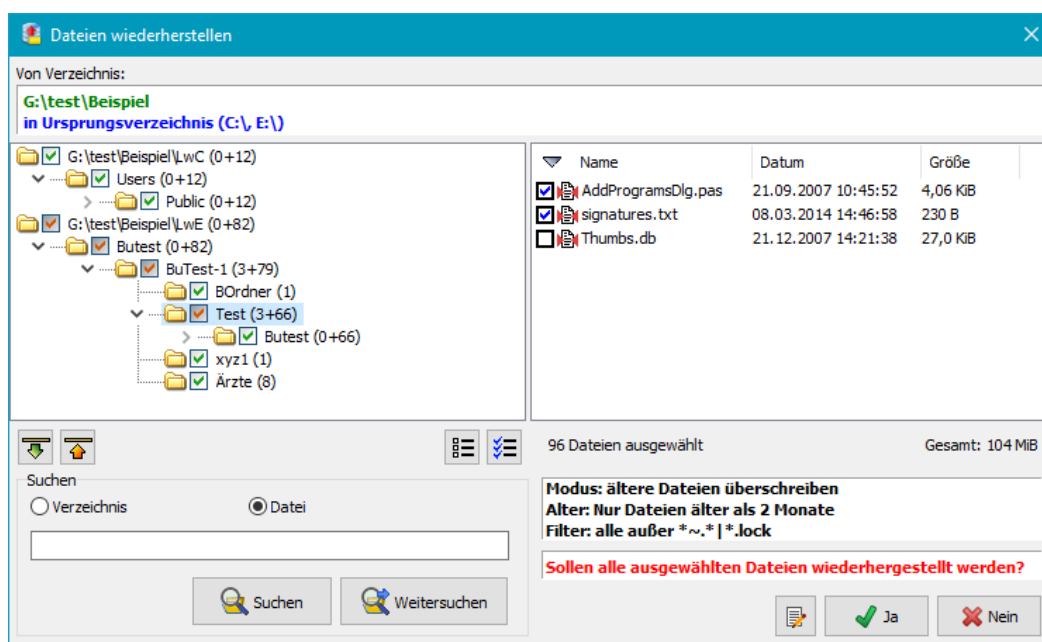 Dateien wiederherstellen
Von Verzeichnis:
G:\test\Beispiel
in Ursprungsverzeichnis (C:\, E:\)
G:\test\Beispiel\LwC (0+12)
Users (0+12)
Public (0+12)
G:\test\Beispiel\LwE (0+82)
Butest (0+82)
BuTest-1 (3+79)
BOrdner (1)
Test (3+66)
Butest (0+66)
xyz1 (1)
Ärzte (8)
Name Datum Größe
AddProgramsDlg.pas 21.09.2007 10:45:52 4,06 KiB
signatures.txt 08.03.2014 14:46:58 230 B
Thumbs.db 21.12.2007 14:21:38 27,0 KiB
96 Dateien ausgewählt Gesamt: 104 MiB
Suchen
Verzeichnis Datei
Suchen Weitersuchen
Modus: ältere Dateien überschreiben
Alter: Nur Dateien älter als 2 Monate
Filter: alle außer *~.*|*.lock
Sollen alle ausgewählten Dateien wiederhergestellt werden?
Ja Nein